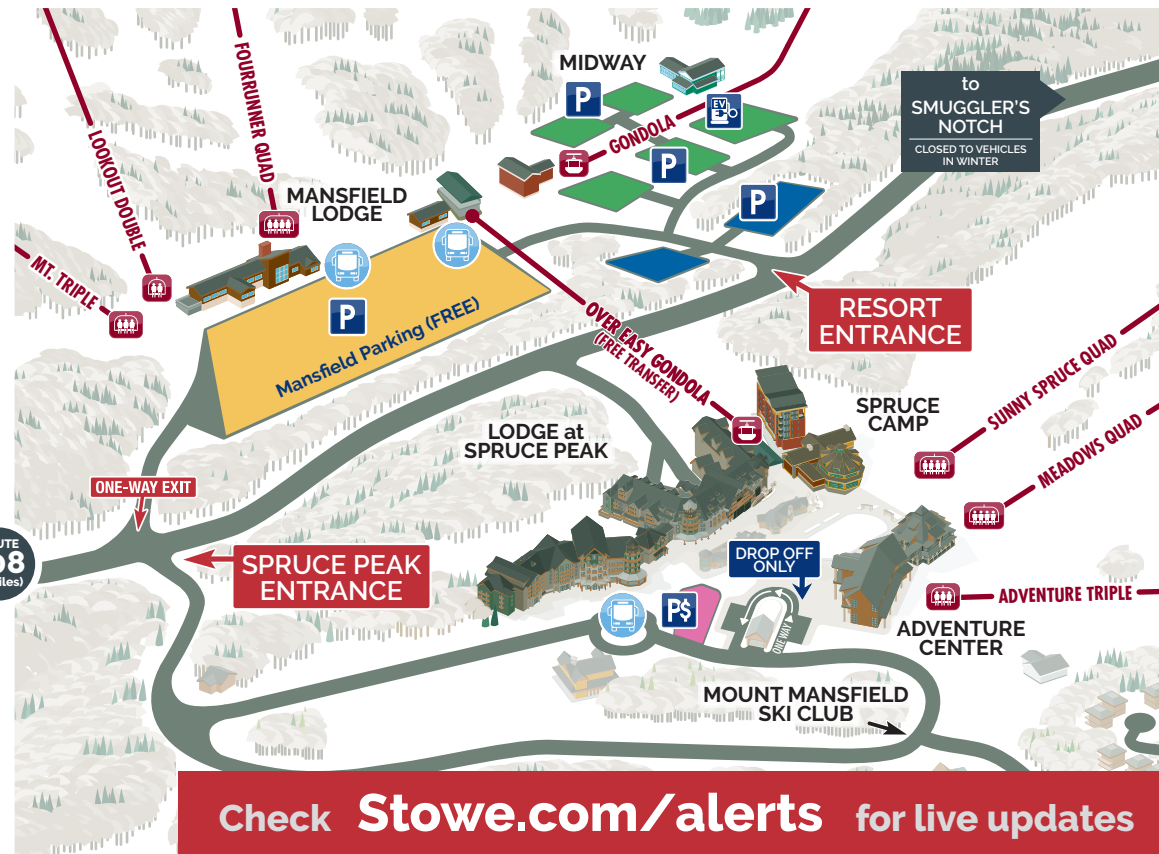 MIDWAY
P
EV
to
SMUGGLER'S
NOTCH
CLOSED TO VEHICLES
IN WINTER
FOURRUNNER QUAD
LOOKOUT DOUBLE
GONDOLA
P
MANSFIELD
LODGE
P
MT. TRIPLE
P
Mansfield Parking (FREE)
RESORT
ENTRANCE
OVER EASY GONDOLA
(FREE TRANSFER)
SUNNY SPRUCE QUAD
SPRUCE
CAMP
LODGE at
SPRUCE PEAK
MEADOWS QUAD
ONE-WAY EXIT
SPRUCE PEAK
ENTRANCE
DROP OFF
ONLY
P$
ONE WAY
ADVENTURE TRIPLE
ADVENTURE
CENTER
MOUNT MANSFIELD
SKI CLUB
Check Stowe.com/alerts for live updates